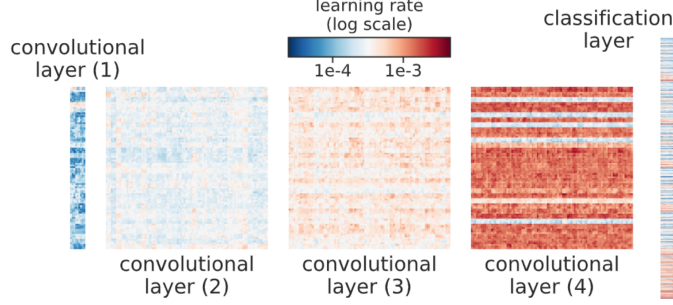 learning rate
(log scale)
classification
layer
convolutional
layer (1)
1e-4
1e-3
convolutional
layer (2)
convolutional
layer (3)
convolutional
layer (4)